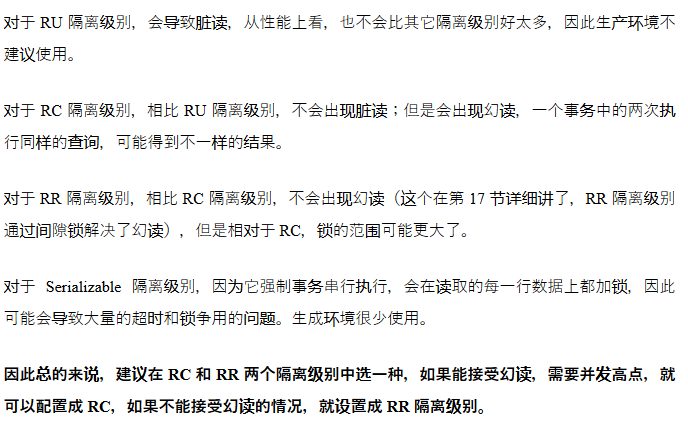 对于 RU 隔离级别，会导致脏读，从性能上看，也不会比其它隔离级别好太多，因此生产环境不
建议使用。
对于 RC 隔离级别，相比 RU 隔离级别，不会出现脏读；但是会出现幻读，一个事务中的两次执
行同样的查询，可能得到不一样的结果。
对于 RR 隔离级别，相比 RC 隔离级别，不会出现幻读（这个在第 17 节详细讲了，RR 隔离级别
通过间隙锁解决了幻读），但是相对于 RC，锁的范围可能更大了。
对于 Serializable 隔离级别，因为它强制事务串行执行，会在读取的每一行数据上都加锁，因此
可能会导致大量的超时和锁争用的问题。生成环境很少使用。
因此总的来说，建议在 RC 和 RR 两个隔离级别中选一种，如果能接受幻读，需要并发高点，就
可以配置成 RC，如果不能接受幻读的情况，就设置成 RR 隔离级别。